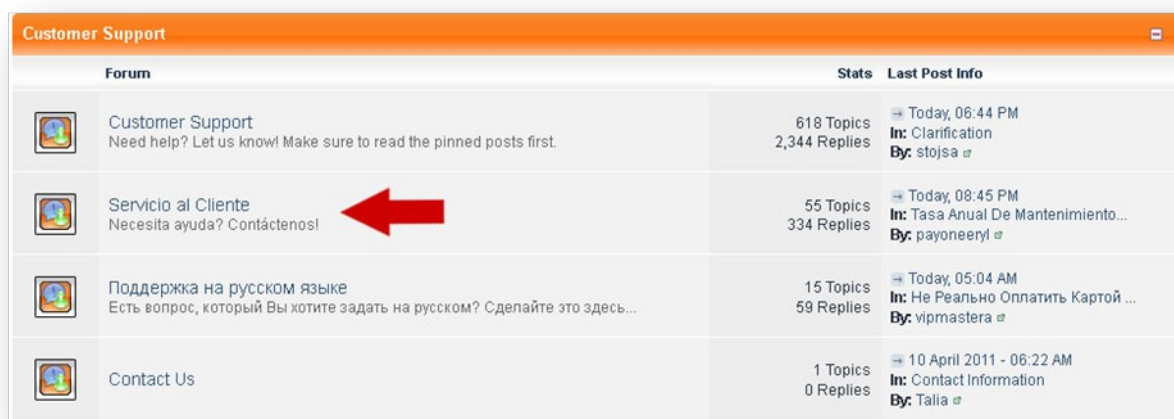 Customer Support
Forum Stats Last Post Info
Customer Support
Need help? Let us know! Make sure to read the pinned posts first.
618 Topics
2,344 Replies
Today, 06:44 PM
In: Clarification
By: stojsa
Servicio al Cliente
Necesita ayuda? Contáctenos!
55 Topics
334 Replies
Today, 08:45 PM
In: Tasa Anual De Mantenimiento...
By: payoneeryl
Поддержка на русском языке
Есть вопрос, который Вы хотите задать на русском? Сделайте это здесь...
15 Topics
59 Replies
Today, 05:04 AM
In: Не Реально Оплатить Картой ...
By: vipmastera
Contact Us
1 Topics
0 Replies
10 April 2011 - 06:22 AM
In: Contact Information
By: Talia